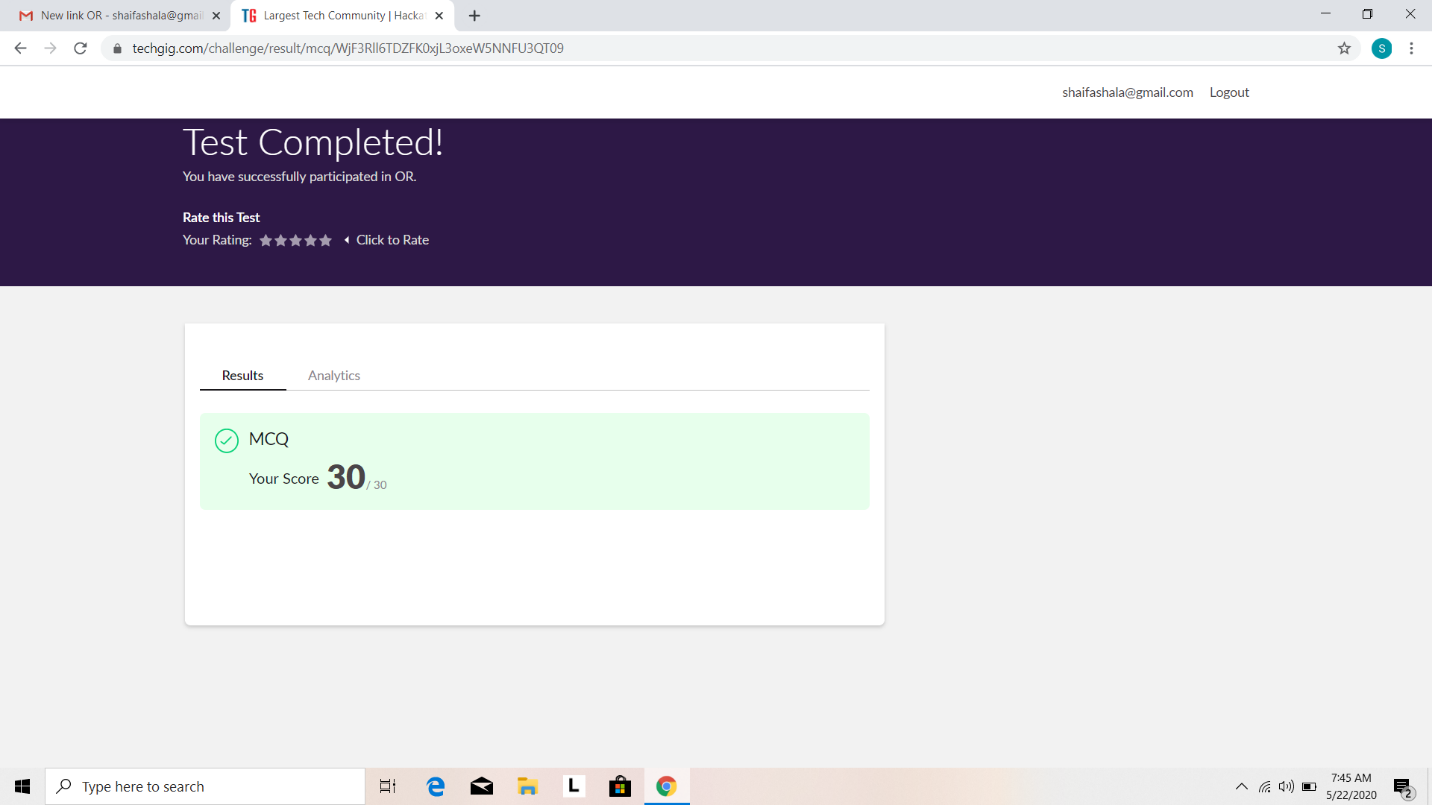 New link OR - shaifashala@gmail
TG Largest Tech Community | Hacka
techgig.com/challenge/result/mcq/WjF3Rll6TDZFK0xjL3oxeW5NNFU3QT09
S
shaifashala@gmail.com Logout
Test Completed!
You have successfully participated in OR.
Rate this Test
Your Rating: Click to Rate
Results Analytics
MCQ
Your Score 30 / 30
Type here to search
L
7:45 AM
5/22/2020
2